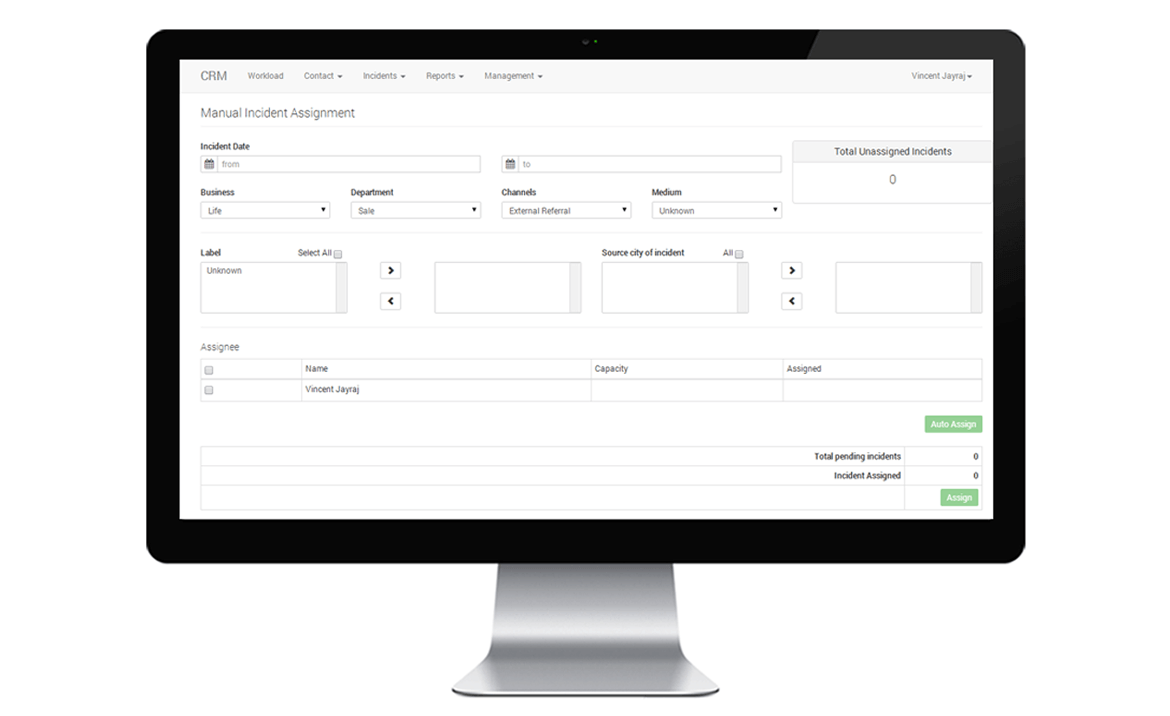 CRM Workload Contact Incidents Reports Management Vincent Jayraj
Manual Incident Assignment
Incident Date
from to
Total Unassigned Incidents
0
Business Department Channels Medium
Life Sale External Referral Unknown
Label Select All Source city of incident All
Unknown
Assignee
Name Capacity Assigned
Vincent Jayraj
Auto Assign
Total pending incidents 0
Incident Assigned 0
Assign